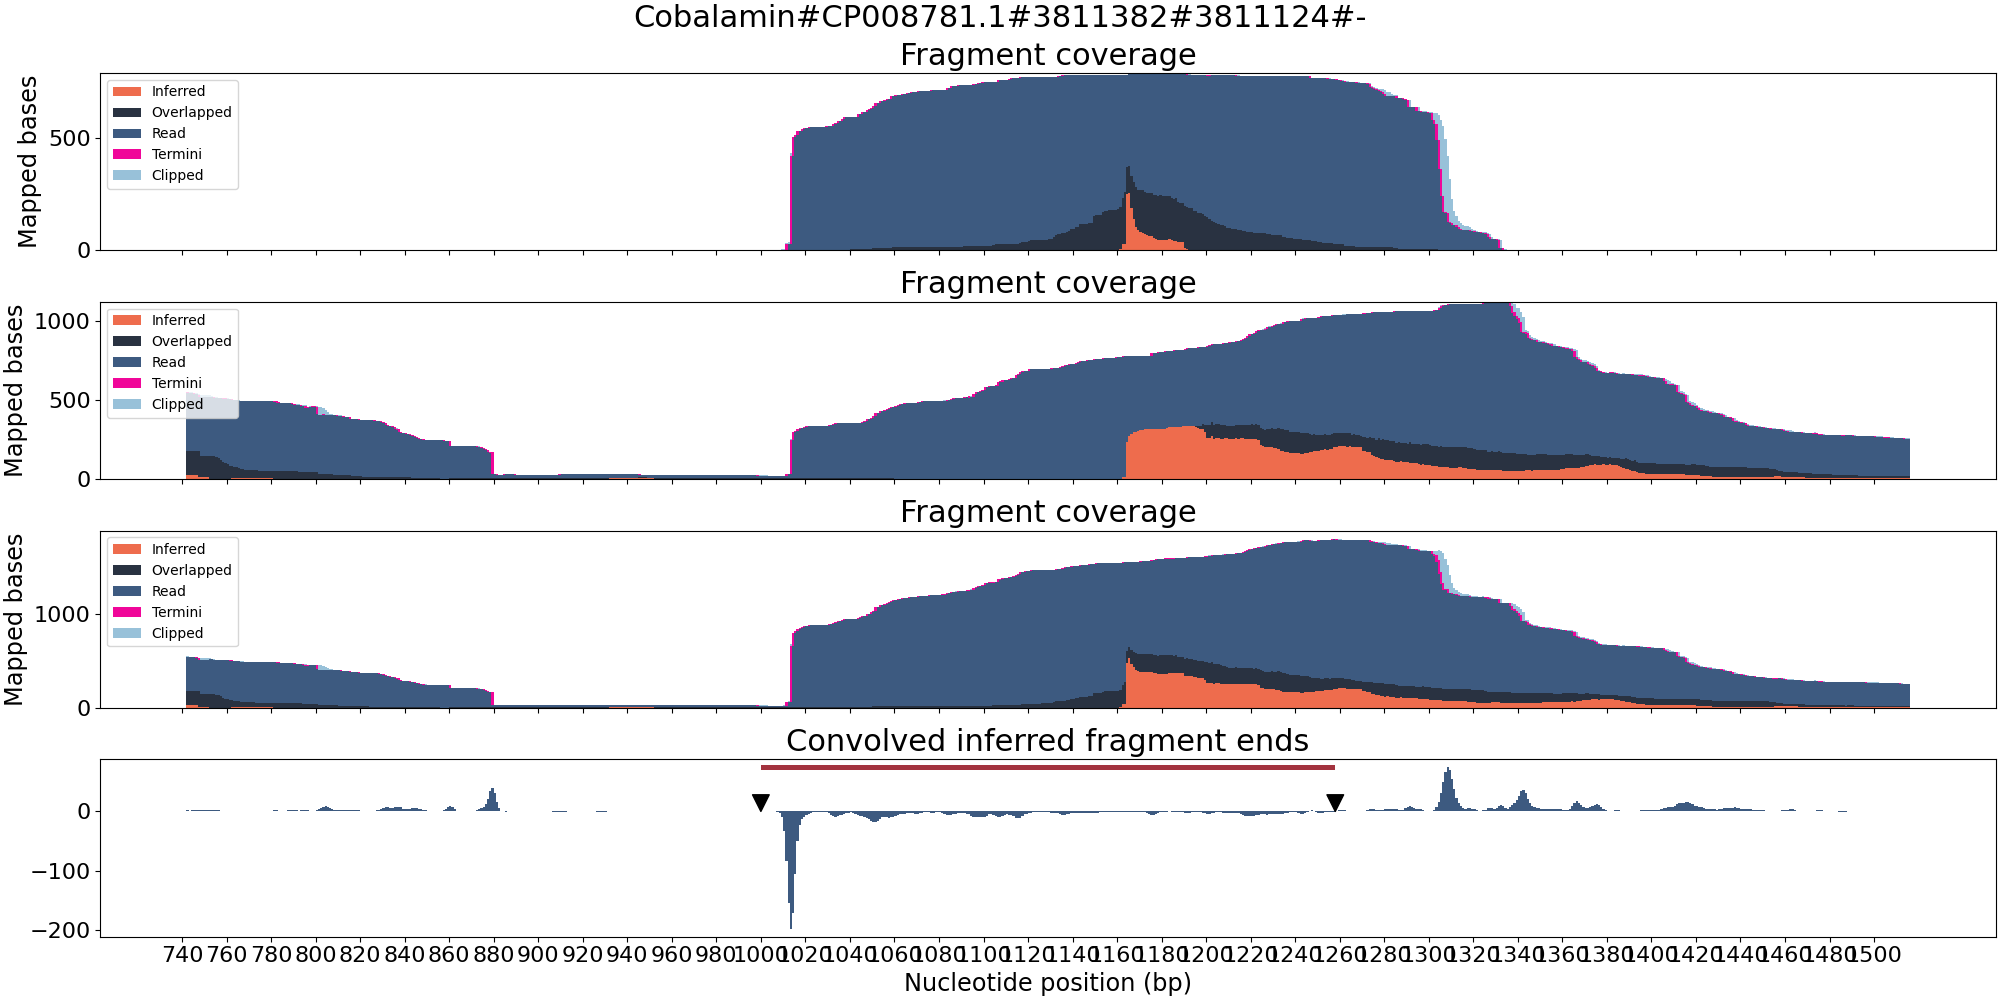 Cobalamin#CP008781.1#3811382#3811124#-
Fragment coverage
Mapped bases
500
0
Inferred
Overlapped
Read
Termini
Clipped
Fragment coverage
Mapped bases
1000
500
0
Inferred
Overlapped
Read
Termini
Clipped
Fragment coverage
Mapped bases
1000
0
Inferred
Overlapped
Read
Termini
Clipped
Convolved inferred fragment ends
0
−100
−200
740 760 780 800 820 840 860 880 900 920 940 960 980 1000 1020 1040 1060 1080 1100 1120 1140 1160 1180 1200 1220 1240 1260 1280 1300 1320 1340 1360 1380 1400 1420 1440 1460 1480 1500
Nucleotide position (bp)